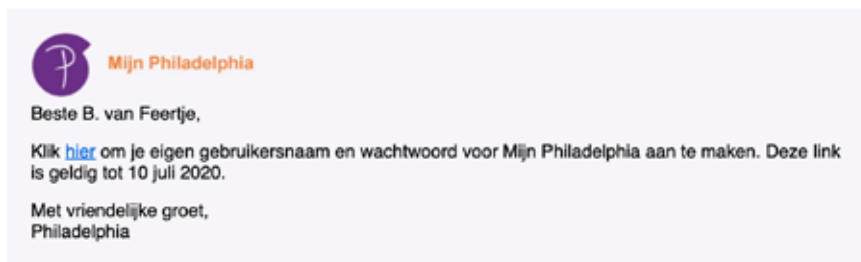 Mijn Philadelphia
Beste B. van Feertje,
Klik hier om je eigen gebruikersnaam en wachtwoord voor Mijn Philadelphia aan te maken. Deze link
is geldig tot 10 juli 2020.
Met vriendelijke groet,
Philadelphia